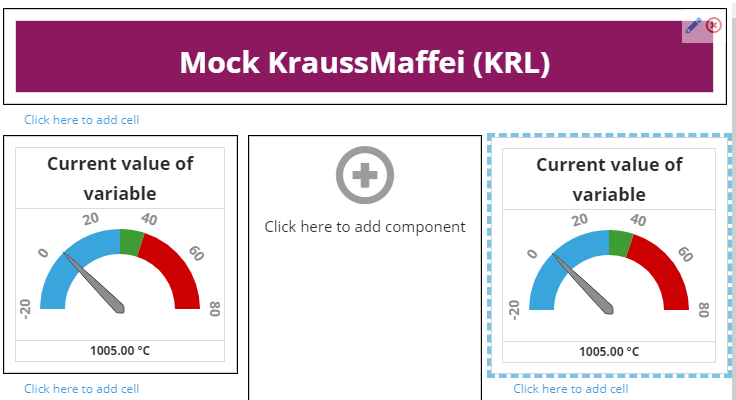 Mock KraussMaffei (KRL)
Click here to add cell
Current value of
variable
-20
0
20
40
60
80
1005.00 °C
Click here to add cell
Click here to add component
Current value of
variable
-20
0
20
40
60
80
1005.00 °C
Click here to add cell